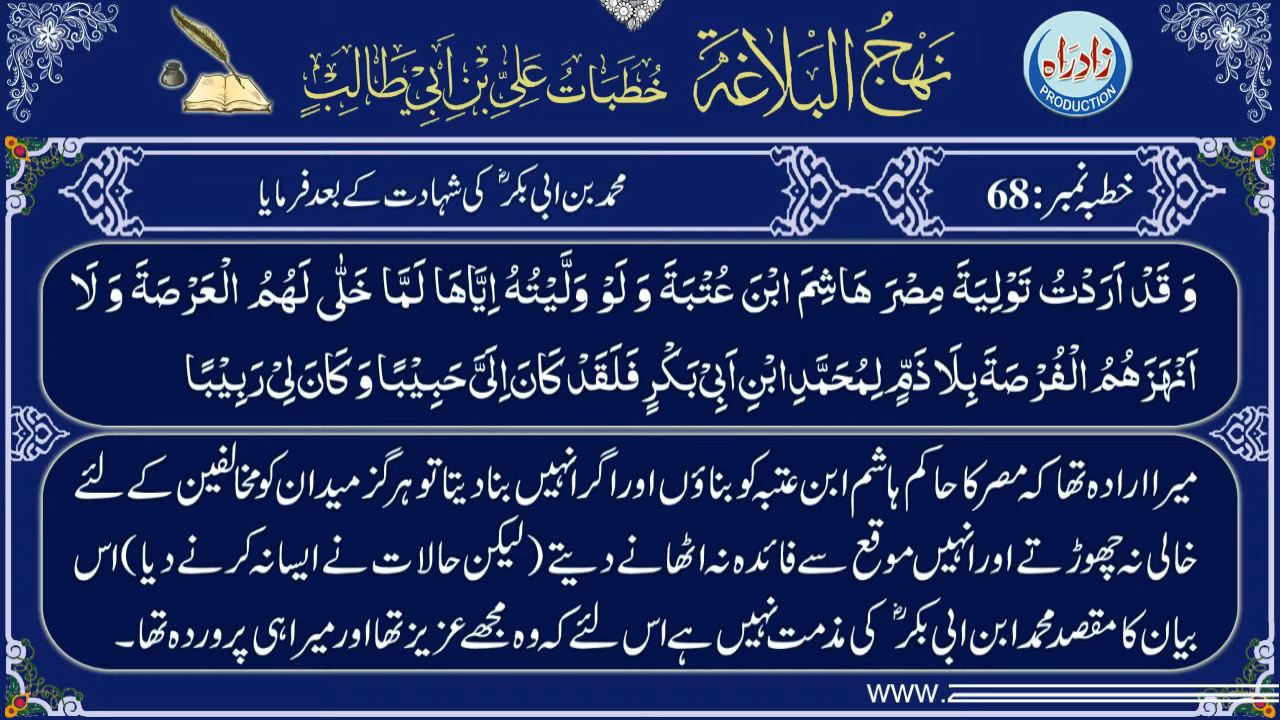 نَهْجُ الْبَلَاغَة خُطَبَاتُ عَلِيِّ بْنِ اَبِي طَالِبْ
زادِراہ
PRODUCTION
خطبہ نمبر: 68
محمد بن ابی بکرؓ کی شہادت کے بعد فرمایا
وَ قَدْ اَرَدْتُ تَوْلِيَةَ مِصْرَ هَاشِمَ ابْنَ عُتْبَةَ وَ لَوْ وَلَّيْتُهُ اِيَّاهَا لَمَّا خَلّٰى لَهُمُ الْعَرْصَةَ وَ لَا
اَنْهَزَهُمُ الْفُرْصَةَ بِلَا ذَمٍّ لِمُحَمَّدِ ابْنِ اَبِيْ بَكْرٍ فَلَقَدْ كَانَ اِلَيَّ حَبِيْبًا وَ كَانَ لِيْ رَبِيْبًا
میرا ارادہ تھا کہ مصر کا حاکم ہاشم ابن عتبہ کو بناؤں اور اگر انہیں بنا دیتا تو ہرگز میدان کو مخالفین کے لئے
خالی نہ چھوڑتے اور انہیں موقع سے فائدہ نہ اٹھانے دیتے (لیکن حالات نے ایسا نہ کرنے دیا) اس
بیان کا مقصد محمد ابن ابی بکرؓ کی مذمت نہیں ہے اس لئے کہ وہ مجھے عزیز تھا اور میرا ہی پروردہ تھا۔
WWW.